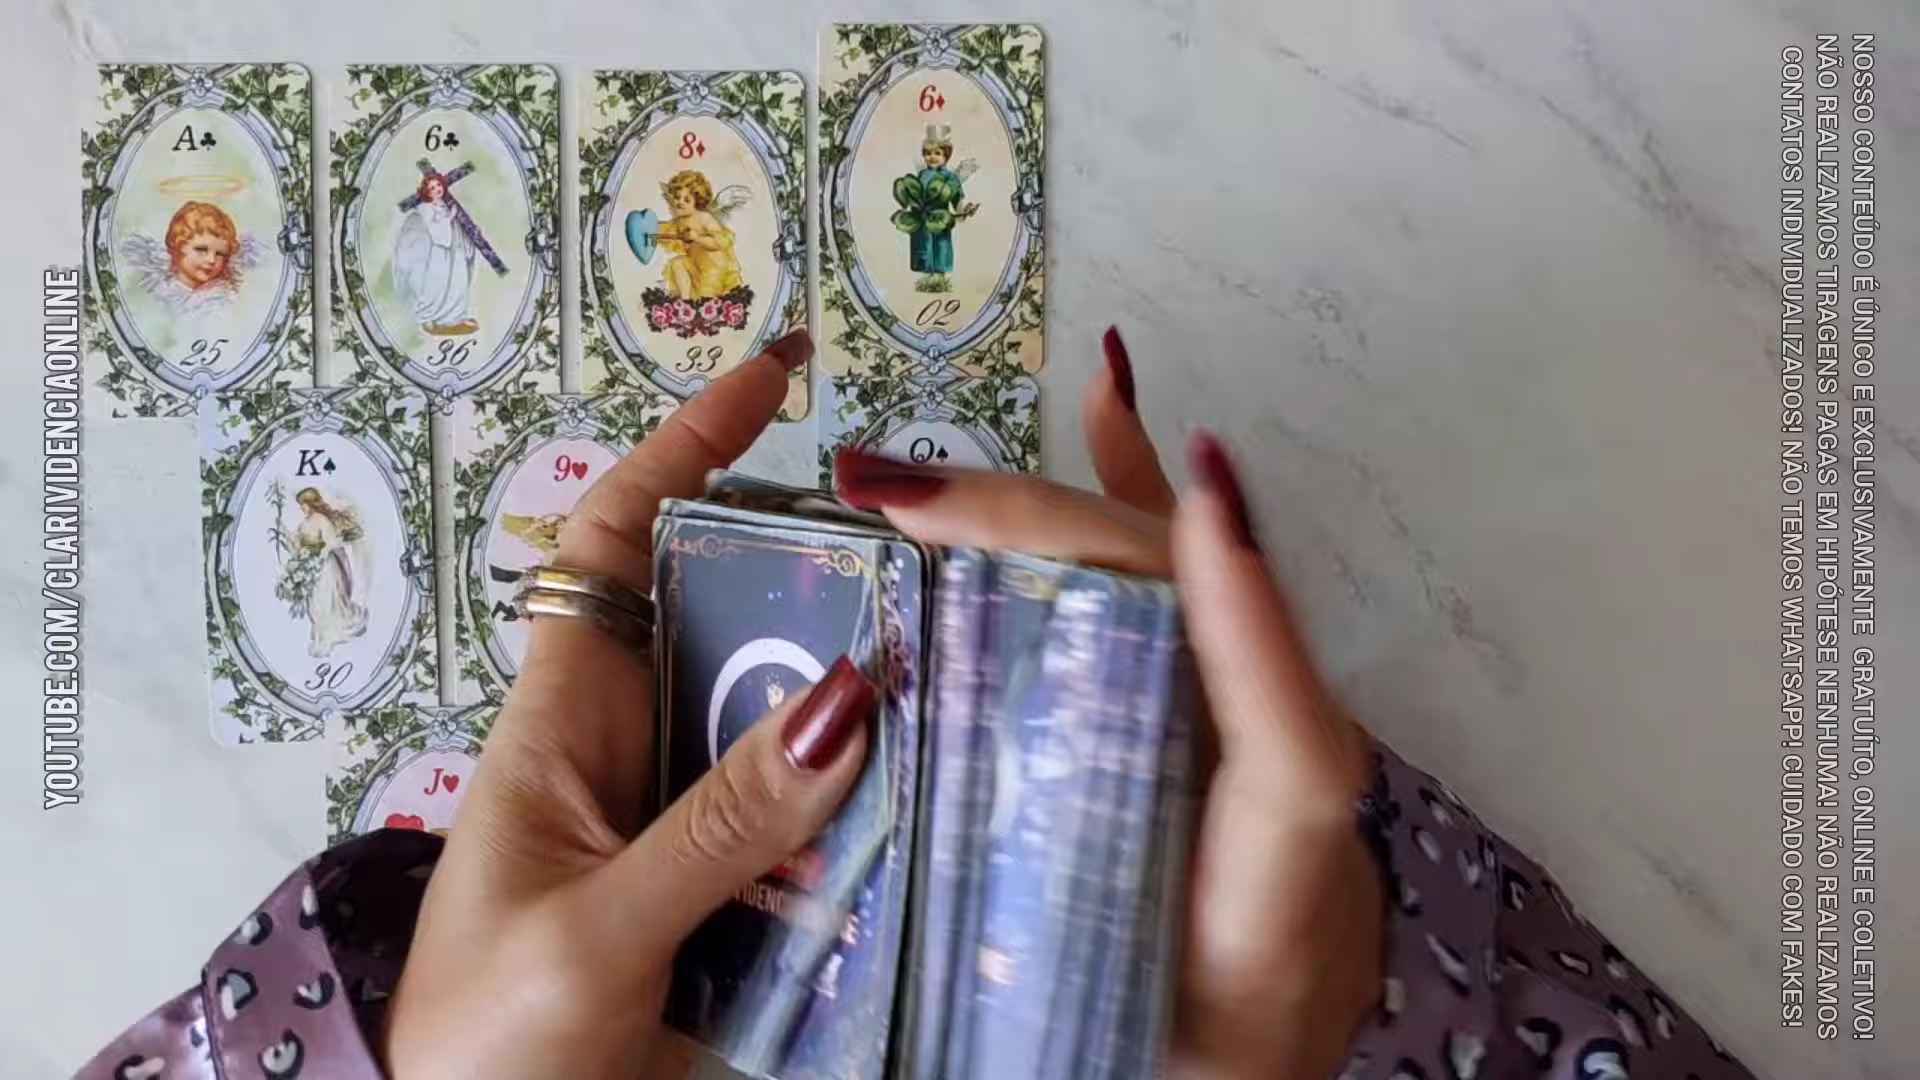 YOUTUBE.COM/CLARIVIDENCIAONLINE
A♣
25
6♣
36
8♦
33
6♦
02
K♠
30
9♥
Q♠
J♥
NOSSO CONTEÚDO É ÚNICO E EXCLUSIVAMENTE GRATUÍTO, ONLINE E COLETIVO!
NÃO REALIZAMOS TIRAGENS PAGAS EM HIPÓTESE NENHUMA! NÃO REALIZAMOS
CONTATOS INDIVIDUALIZADOS! NÃO TEMOS WHATSAPP! CUIDADO COM FAKES!